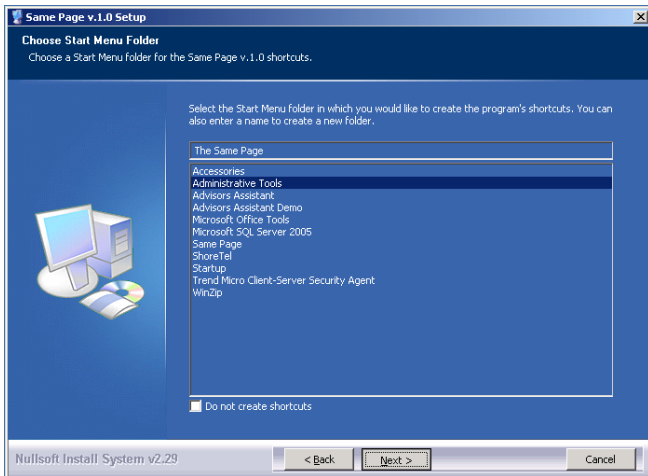 Same Page v.1.0 Setup
Choose Start Menu Folder
Choose a Start Menu folder for the Same Page v.1.0 shortcuts.
Select the Start Menu folder in which you would like to create the program's shortcuts. You can
also enter a name to create a new folder.
The Same Page
Accessories
Administrative Tools
Advisors Assistant
Advisors Assistant Demo
Microsoft Office Tools
Microsoft SQL Server 2005
Same Page
ShoreTel
Startup
Trend Micro Client-Server Security Agent
WinZip
Do not create shortcuts
Nullsoft Install System v2.29
< Back
Next >
Cancel